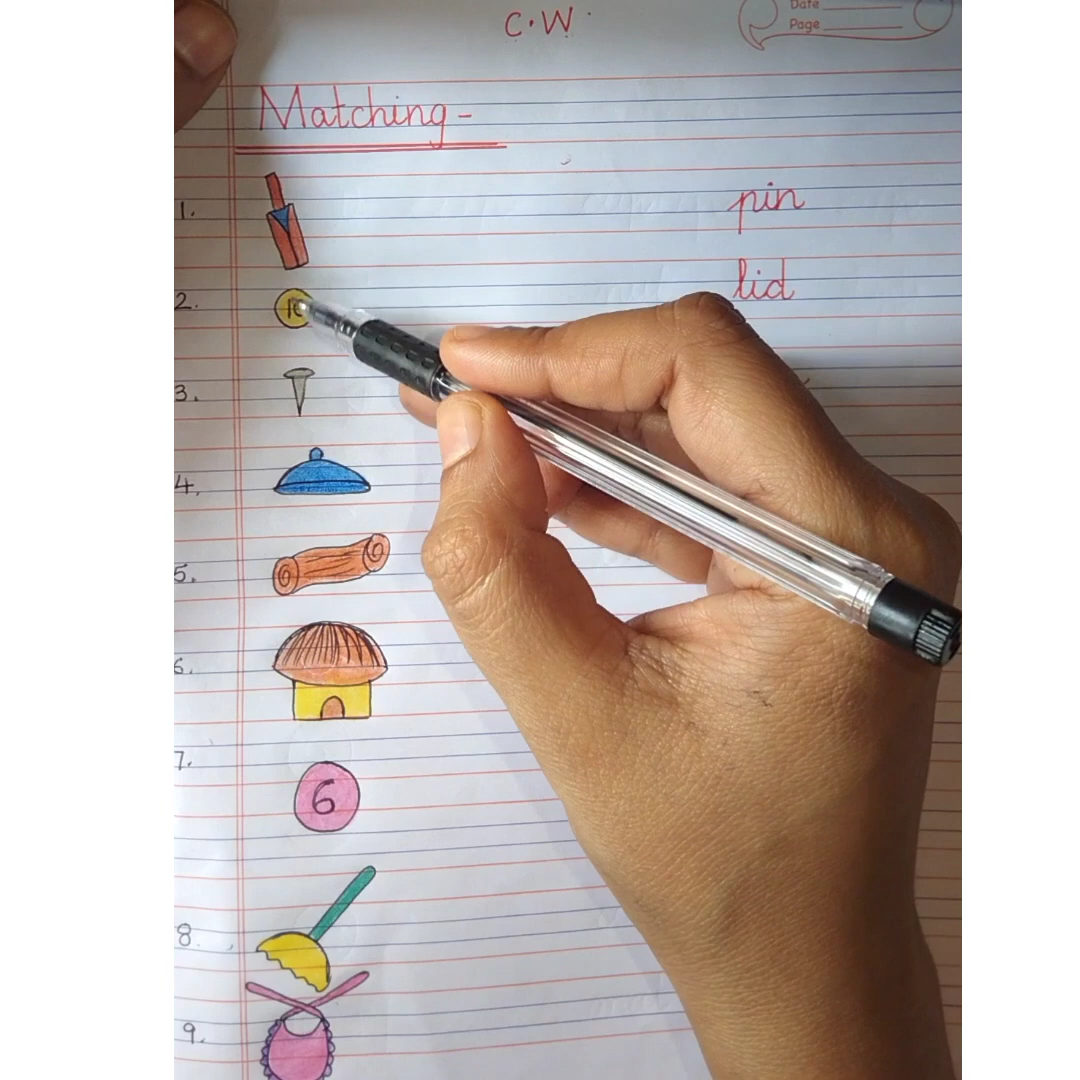 Date
Page
C.W.
Matching-
1. pin
2. lid
3.
4.
5.
6.
7. 6
8.
9.